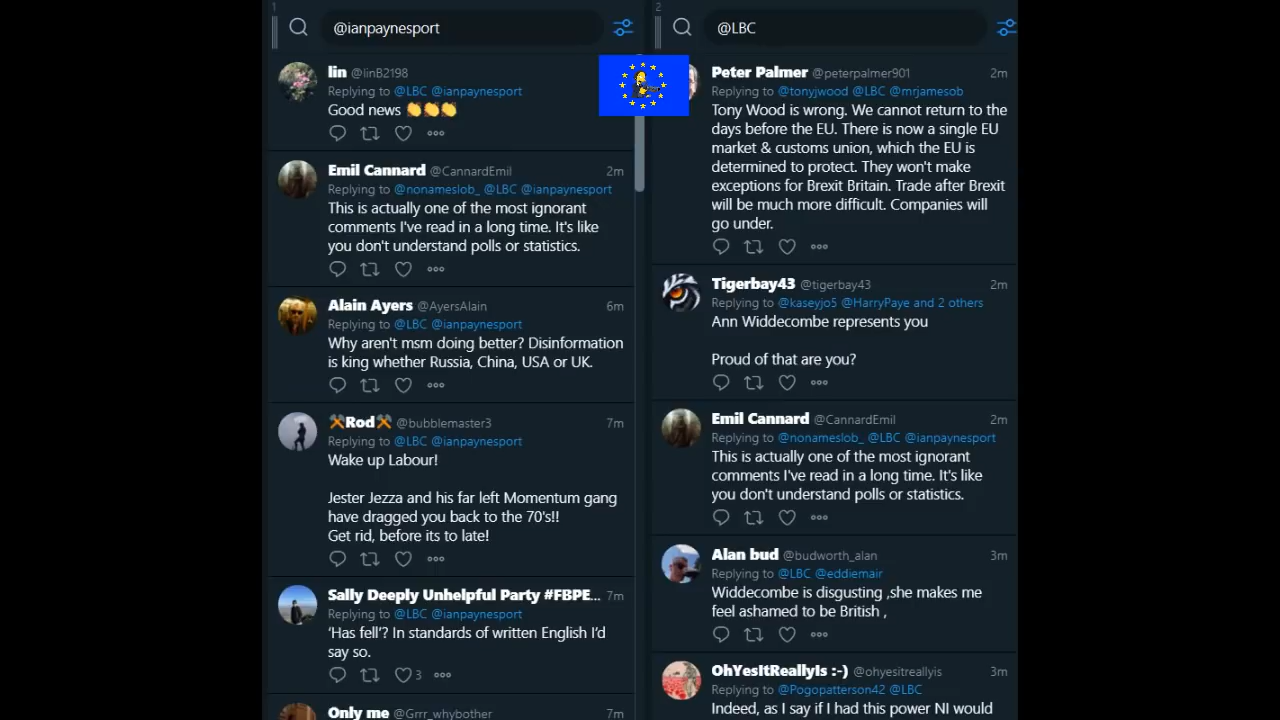 1
@ianpaynesport
lin @linB2198
Replying to @LBC @ianpaynesport
Good news 👏👏👏
Emil Cannard @CannardEmil 2m
Replying to @nonameslob_ @LBC @ianpaynesport
This is actually one of the most ignorant
comments I've read in a long time. It's like
you don't understand polls or statistics.
Alain Ayers @AyersAlain 6m
Replying to @LBC @ianpaynesport
Why aren't msm doing better? Disinformation
is king whether Russia, China, USA or UK.
⚒Rod⚒ @bubblemaster3 7m
Replying to @LBC @ianpaynesport
Wake up Labour!
Jester Jezza and his far left Momentum gang
have dragged you back to the 70's!!
Get rid, before its to late!
Sally Deeply Unhelpful Party #FBPE... 7m
Replying to @LBC @ianpaynesport
‘Has fell’? In standards of written English I’d
say so.
3
Only me @Grrr_whybother 7m
2
@LBC
Peter Palmer @peterpalmer901 2m
Replying to @tonyjwood @LBC @mrjamesob
Tony Wood is wrong. We cannot return to the
days before the EU. There is now a single EU
market & customs union, which the EU is
determined to protect. They won't make
exceptions for Brexit Britain. Trade after Brexit
will be much more difficult. Companies will
go under.
Tigerbay43 @tigerbay43 2m
Replying to @kaseyjo5 @HarryPaye and 2 others
Ann Widdecombe represents you
Proud of that are you?
Emil Cannard @CannardEmil 2m
Replying to @nonameslob_ @LBC @ianpaynesport
This is actually one of the most ignorant
comments I've read in a long time. It's like
you don't understand polls or statistics.
Alan bud @budworth_alan 3m
Replying to @LBC @eddiemair
Widdecombe is disgusting ,she makes me
feel ashamed to be British ,
OhYesItReallyIs :-) @ohyesitreallyis 3m
Replying to @Pogopatterson42 @LBC
Indeed, as I say if I had this power NI would